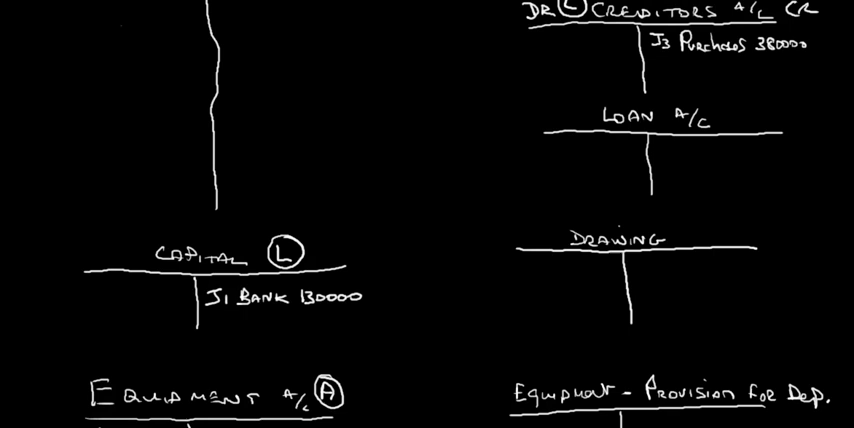 DR (L) CREDITORS A/C CR
J3 Purchases 380000
LOAN A/C
CAPITAL (L)
J1 BANK 130000
DRAWING
EQUIPMENT A/C (A)
EQUIPMENT - PROVISION FOR DEP.